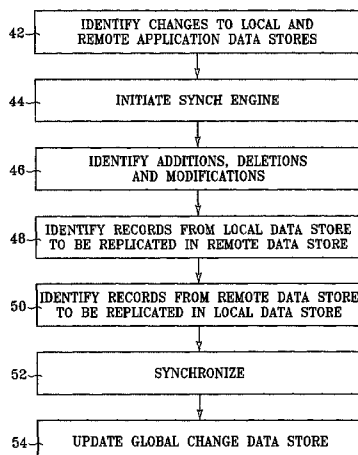 42 IDENTIFY CHANGES TO LOCAL AND
REMOTE APPLICATION DATA STORES
44 INITIATE SYNCH ENGINE
46 IDENTIFY ADDITIONS, DELETIONS
AND MODIFICATIONS
48 IDENTIFY RECORDS FROM LOCAL DATA STORE
TO BE REPLICATED IN REMOTE DATA STORE
50 IDENTIFY RECORDS FROM REMOTE DATA STORE
TO BE REPLICATED IN LOCAL DATA STORE
52 SYNCHRONIZE
54 UPDATE GLOBAL CHANGE DATA STORE